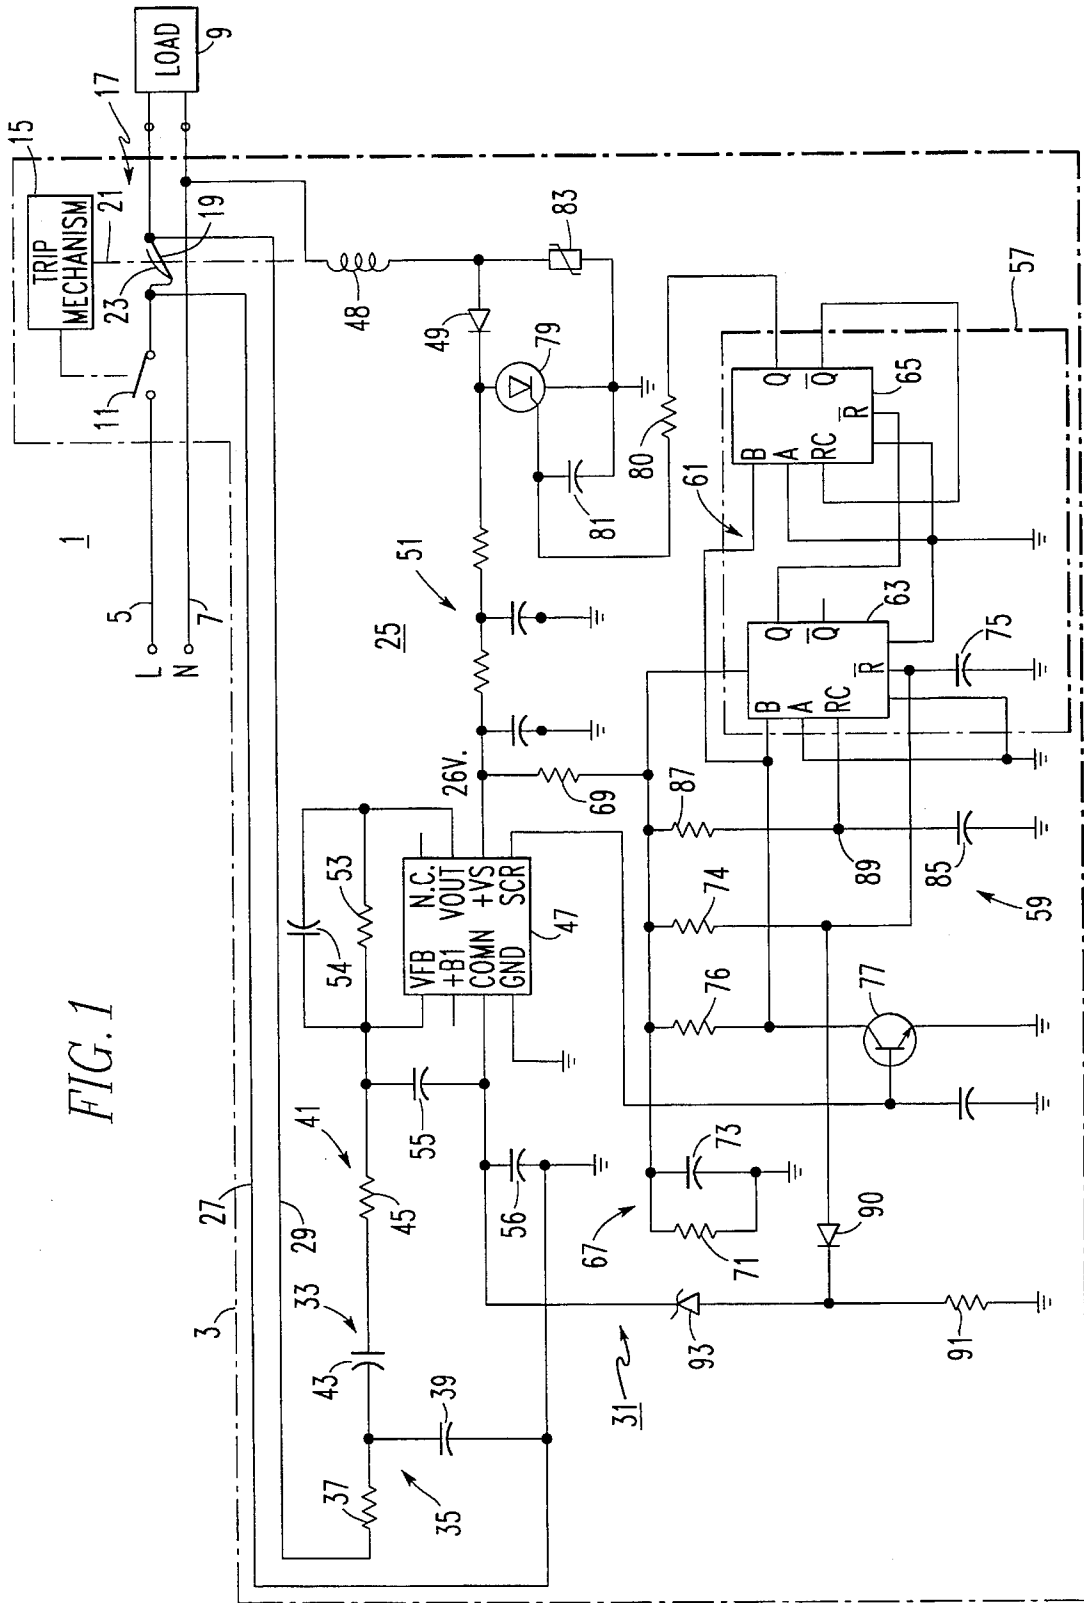 FIG. 1
1
3
5
7
L
N
11
TRIP
MECHANISM
15
17
19
21
23
LOAD
9
25
27
29
31
33
35
37
39
41
43
45
47
VFB
+B1
COMN
GND
N.C.
VOUT
+VS
SCR
26V.
48
49
51
53
54
55
56
57
59
61
63
B
A
RC
R̅
Q
Q̅
65
B
A
RC
R̅
Q
Q̅
67
69
71
73
74
75
76
77
79
80
81
83
85
87
89
90
91
93